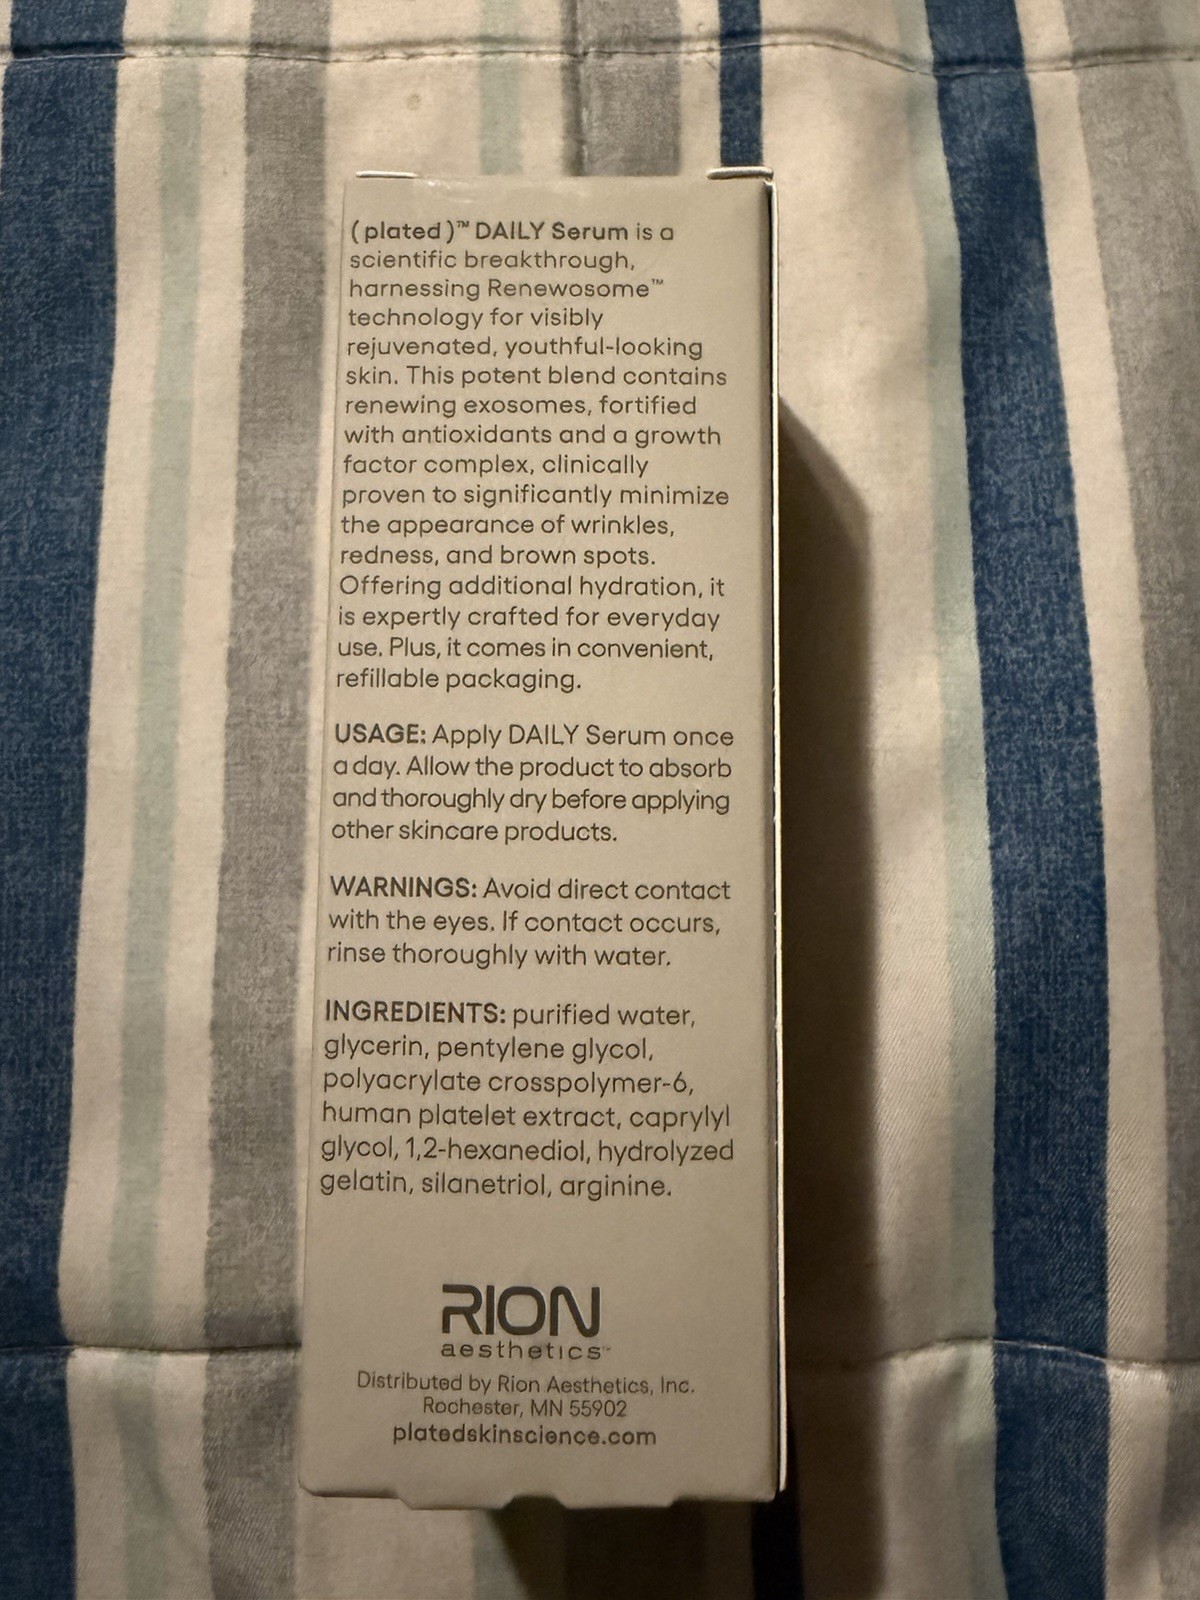 (plated)™ DAILY Serum is a
scientific breakthrough,
harnessing Renewosome™
technology for visibly
rejuvenated, youthful-looking
skin. This potent blend contains
renewing exosomes, fortified
with antioxidants and a growth
factor complex, clinically
proven to significantly minimize
the appearance of wrinkles,
redness, and brown spots.
Offering additional hydration, it
is expertly crafted for everyday
use. Plus, it comes in convenient,
refillable packaging.
USAGE: Apply DAILY Serum once
a day. Allow the product to absorb
and thoroughly dry before applying
other skincare products.
WARNINGS: Avoid direct contact
with the eyes. If contact occurs,
rinse thoroughly with water.
INGREDIENTS: purified water,
glycerin, pentylene glycol,
polyacrylate crosspolymer-6,
human platelet extract, caprylyl
glycol, 1,2-hexanediol, hydrolyzed
gelatin, silanetriol, arginine.
RION
aesthetics™
Distributed by Rion Aesthetics, Inc.
Rochester, MN 55902
platedskinscience.com